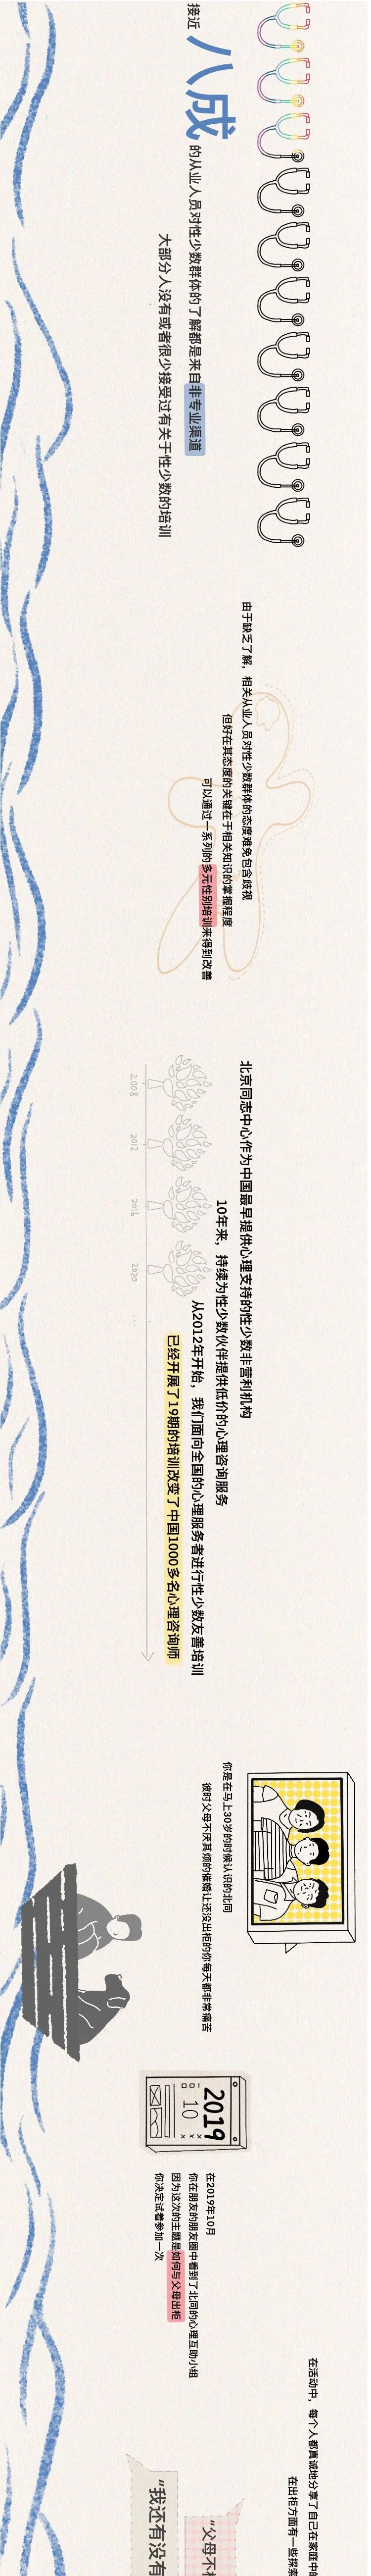 接近
八成
的从业人员对性少数群体的了解都是来自非专业渠道
大部分人没有或者很少接受过有关于性少数的培训
由于缺乏了解，相关从业人员对性少数群体的态度难免包含歧视
但好在其态度的关键在于相关知识的掌握程度
可以通过一系列的多元性别培训来得到改善
北京同志中心作为中国最早提供心理支持的性少数非营利机构
10年来，持续为性少数伙伴提供低价的心理咨询服务
从2012年开始，我们面向全国的心理服务者进行性少数友善培训
已经开展了19期的培训改变了中国1000多名心理咨询师
2008
2012
2016
2020
...
你是在马上30岁的时候认识的北同
彼时父母不厌其烦的催婚让还没出柜的你每天都非常痛苦
2019
10
在2019年10月
你在朋友的朋友圈中看到了北同的心理互助小组
因为这次的主题是如何与父母出柜
你决定试着参加一次
在活动中，每个人都真诚地分享了自己在家庭中的
在出柜方面有一些探索
“父母不
“我还有没有